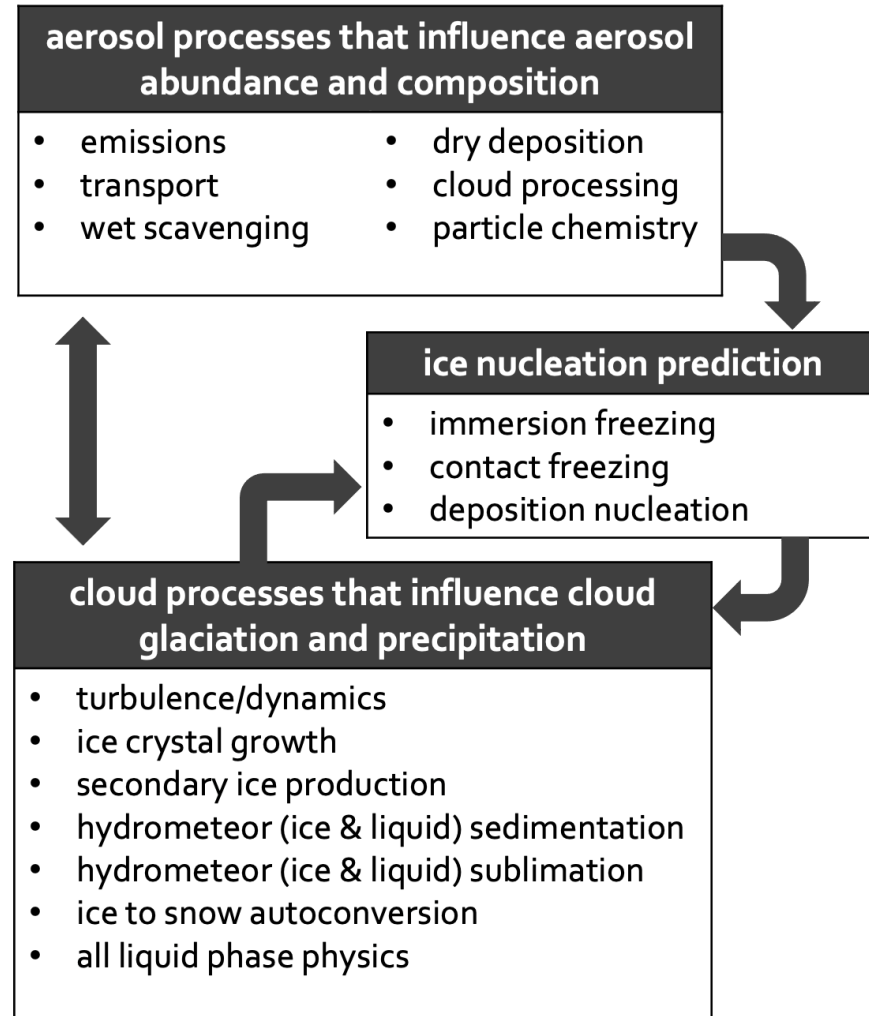 aerosol processes that influence aerosol
abundance and composition
• emissions
• transport
• wet scavenging
• dry deposition
• cloud processing
• particle chemistry
ice nucleation prediction
• immersion freezing
• contact freezing
• deposition nucleation
cloud processes that influence cloud
glaciation and precipitation
• turbulence/dynamics
• ice crystal growth
• secondary ice production
• hydrometeor (ice & liquid) sedimentation
• hydrometeor (ice & liquid) sublimation
• ice to snow autoconversion
• all liquid phase physics